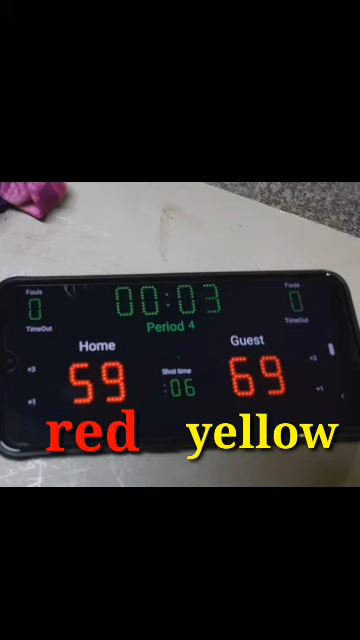 Fouls
0
TimeOut
00:03
Period 4
Fouls
0
TimeOut
Home
Guest
+3
59
Shot time
:06
69
+3
+1
+1
red
yellow